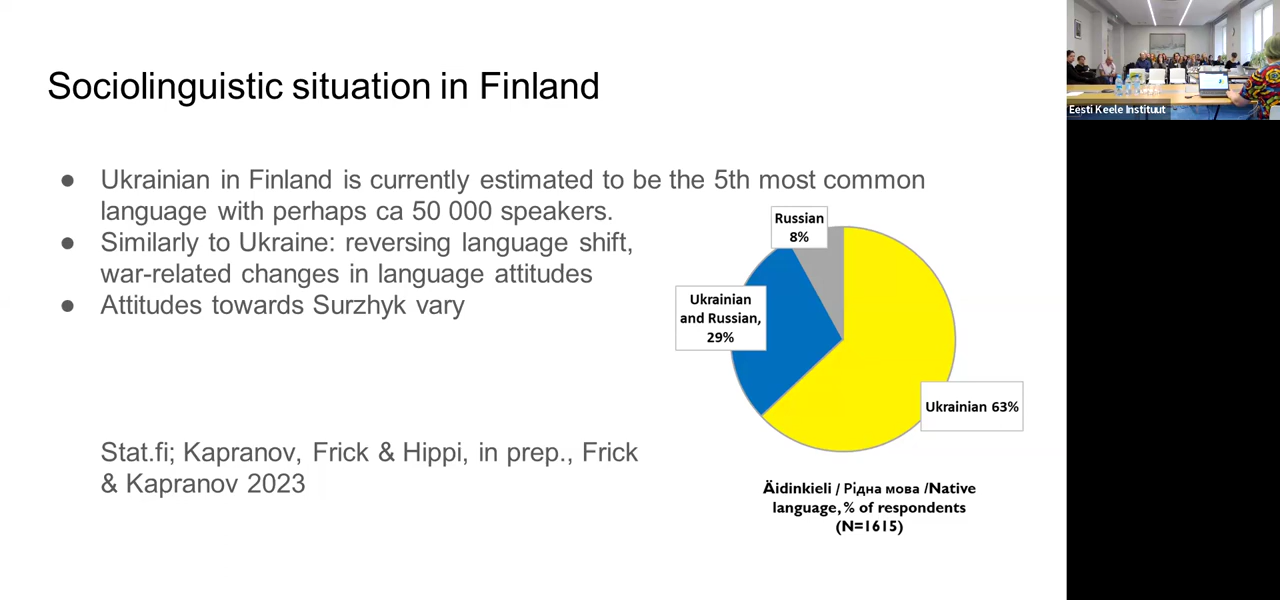 Sociolinguistic situation in Finland
● Ukrainian in Finland is currently estimated to be the 5th most common
language with perhaps ca 50 000 speakers.
● Similarly to Ukraine: reversing language shift,
war-related changes in language attitudes
● Attitudes towards Surzhyk vary
Stat.fi; Kapranov, Frick & Hippi, in prep., Frick
& Kapranov 2023
Russian
8%
Ukrainian
and Russian,
29%
Ukrainian 63%
Äidinkieli / Рідна мова /Native
language, % of respondents
(N=1615)
Eesti Keele Instituut